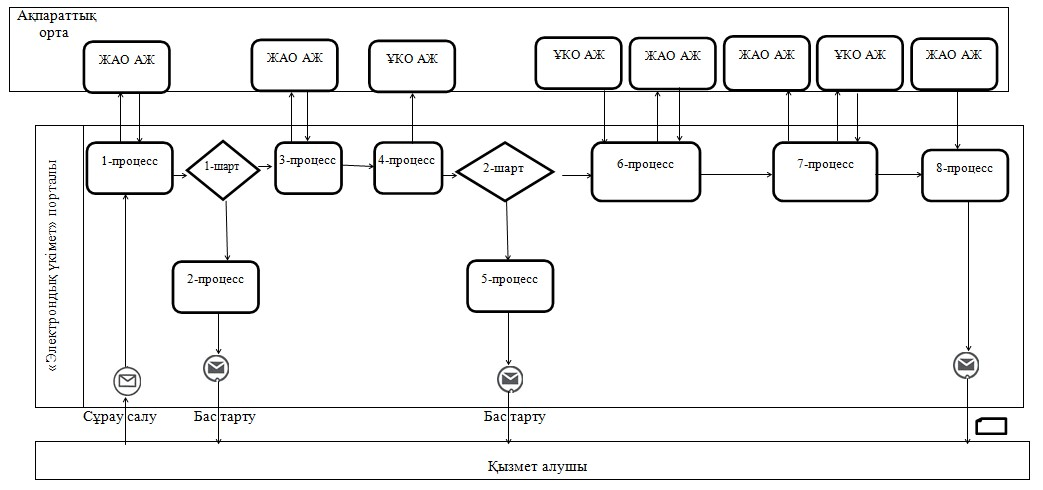 Ақпараттық
орта
ЖАО АЖ
ЖАО АЖ
ҰКО АЖ
ҰКО АЖ
ЖАО АЖ
ЖАО АЖ
ҰКО АЖ
ЖАО АЖ
«Электрондық үкімет» порталы
1-процесс
1-шарт
3-процесс
4-процесс
2-шарт
6-процесс
7-процесс
8-процесс
2-процесс
5-процесс
Сұрау салу
Бас тарту
Бас тарту
Қызмет алушы